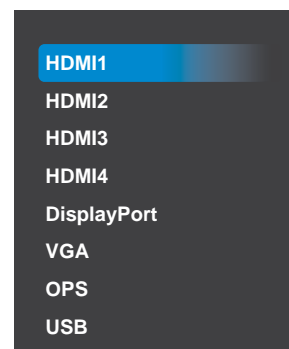 HDMI1
HDMI2
HDMI3
HDMI4
DisplayPort
VGA
OPS
USB